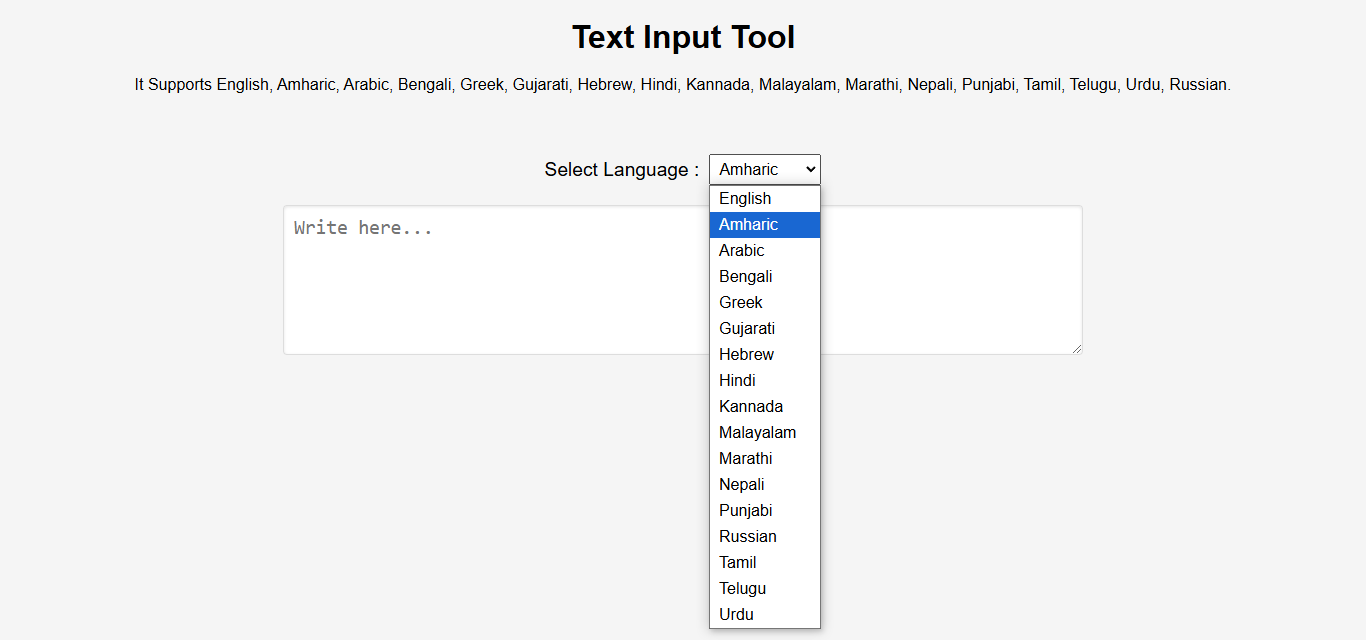 Text Input Tool
It Supports English, Amharic, Arabic, Bengali, Greek, Gujarati, Hebrew, Hindi, Kannada, Malayalam, Marathi, Nepali, Punjabi, Tamil, Telugu, Urdu, Russian.
Select Language : Amharic
English
Write here...
Amharic
Arabic
Bengali
Greek
Gujarati
Hebrew
Hindi
Kannada
Malayalam
Marathi
Nepali
Punjabi
Russian
Tamil
Telugu
Urdu